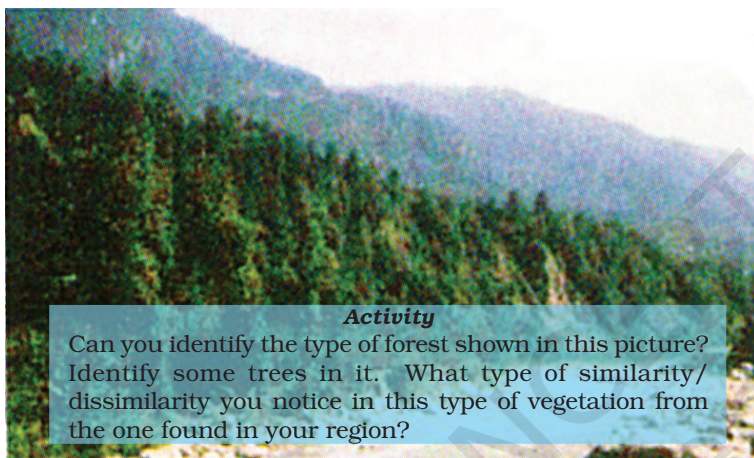 Activity
Can you identify the type of forest shown in this picture?
Identify some trees in it. What type of similarity/
dissimilarity you notice in this type of vegetation from
the one found in your region?